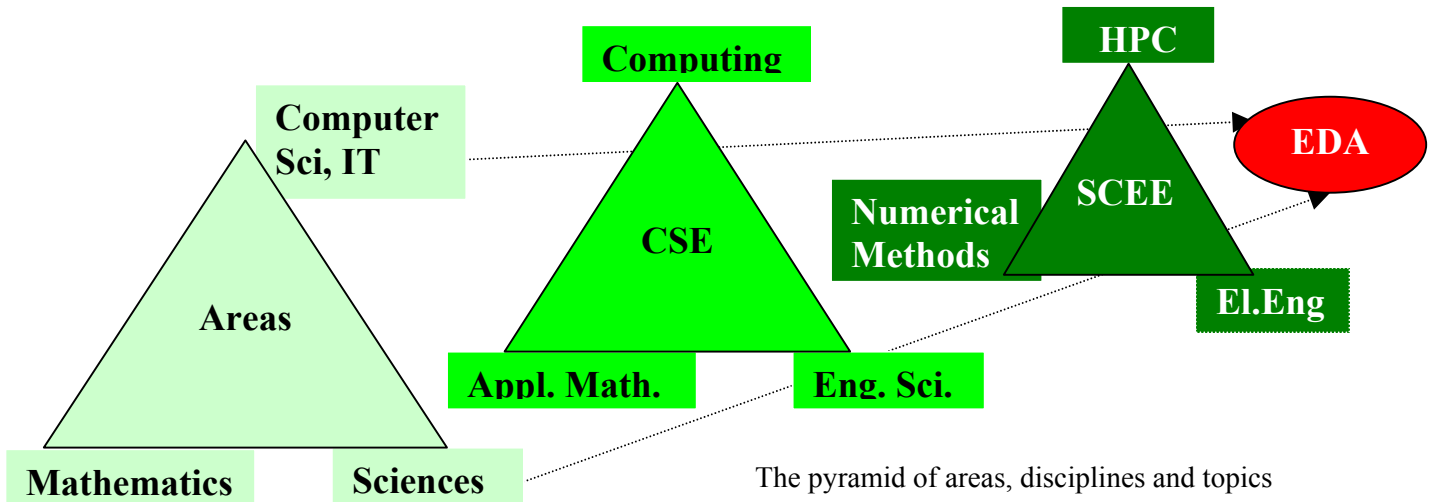 HPC
Computing
Computer
Sci, IT
EDA
SCEE
Numerical
Methods
CSE
El.Eng
Areas
Appl. Math.
Eng. Sci.
Mathematics
Sciences
The pyramid of areas, disciplines and topics